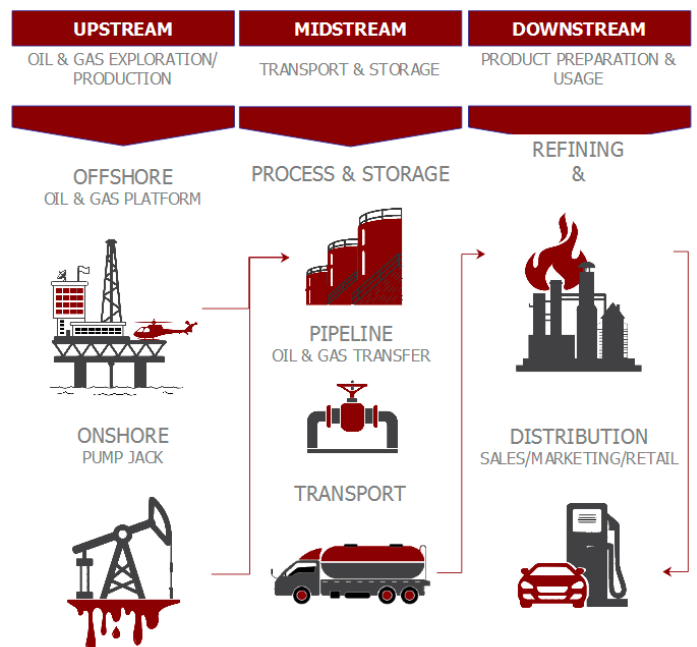 UPSTREAM
OIL & GAS EXPLORATION/
PRODUCTION
MIDSTREAM
TRANSPORT & STORAGE
DOWNSTREAM
PRODUCT PREPARATION &
USAGE
OFFSHORE
OIL & GAS PLATFORM
ONSHORE
PUMP JACK
PROCESS & STORAGE
PIPELINE
OIL & GAS TRANSFER
TRANSPORT
REFINING
&
DISTRIBUTION
SALES/MARKETING/RETAIL